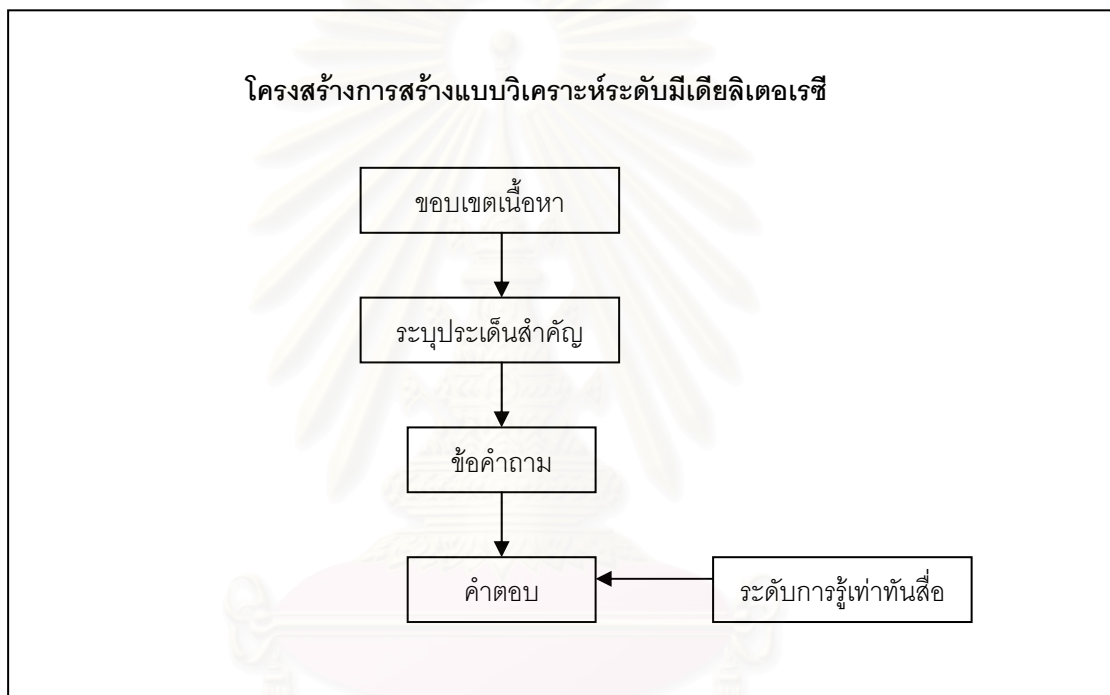 โครงสร้างการสร้างแบบวิเคราะห์ระดับมีเดียลิเตอเรซี
ขอบเขตเนื้อหา
ระบุประเด็นสำคัญ
ข้อคำถาม
คำตอบ
ระดับการรู้เท่าทันสื่อ